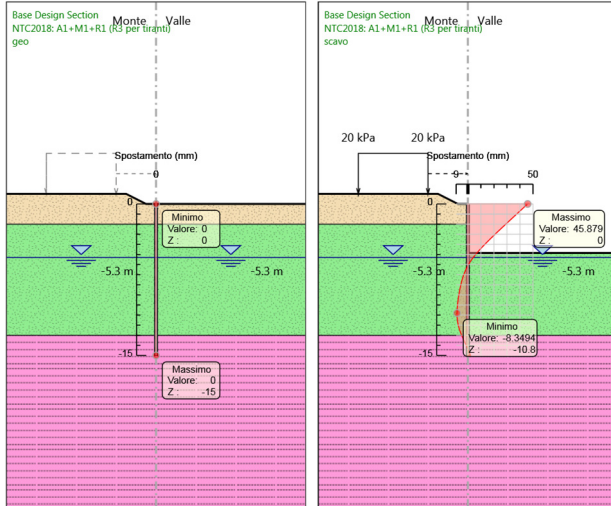 Base Design Section
NTC2018: A1+M1+R1 (R3 per tiranti)
geo
Monte
Valle
Spostamento (mm)
0
0
Minimo
Valore: 0
Z : 0
-5.3 m
-5.3 m
-15
Massimo
Valore: 0
Z : -15
Base Design Section
NTC2018: A1+M1+R1 (R3 per tiranti)
scavo
Monte
Valle
20 kPa
20 kPa
Spostamento (mm)
9
50
0
Massimo
Valore: 45.879
Z : 0
-5.3 m
-5.3 m
Minimo
Valore: -8.3494
Z : -10.8
-15